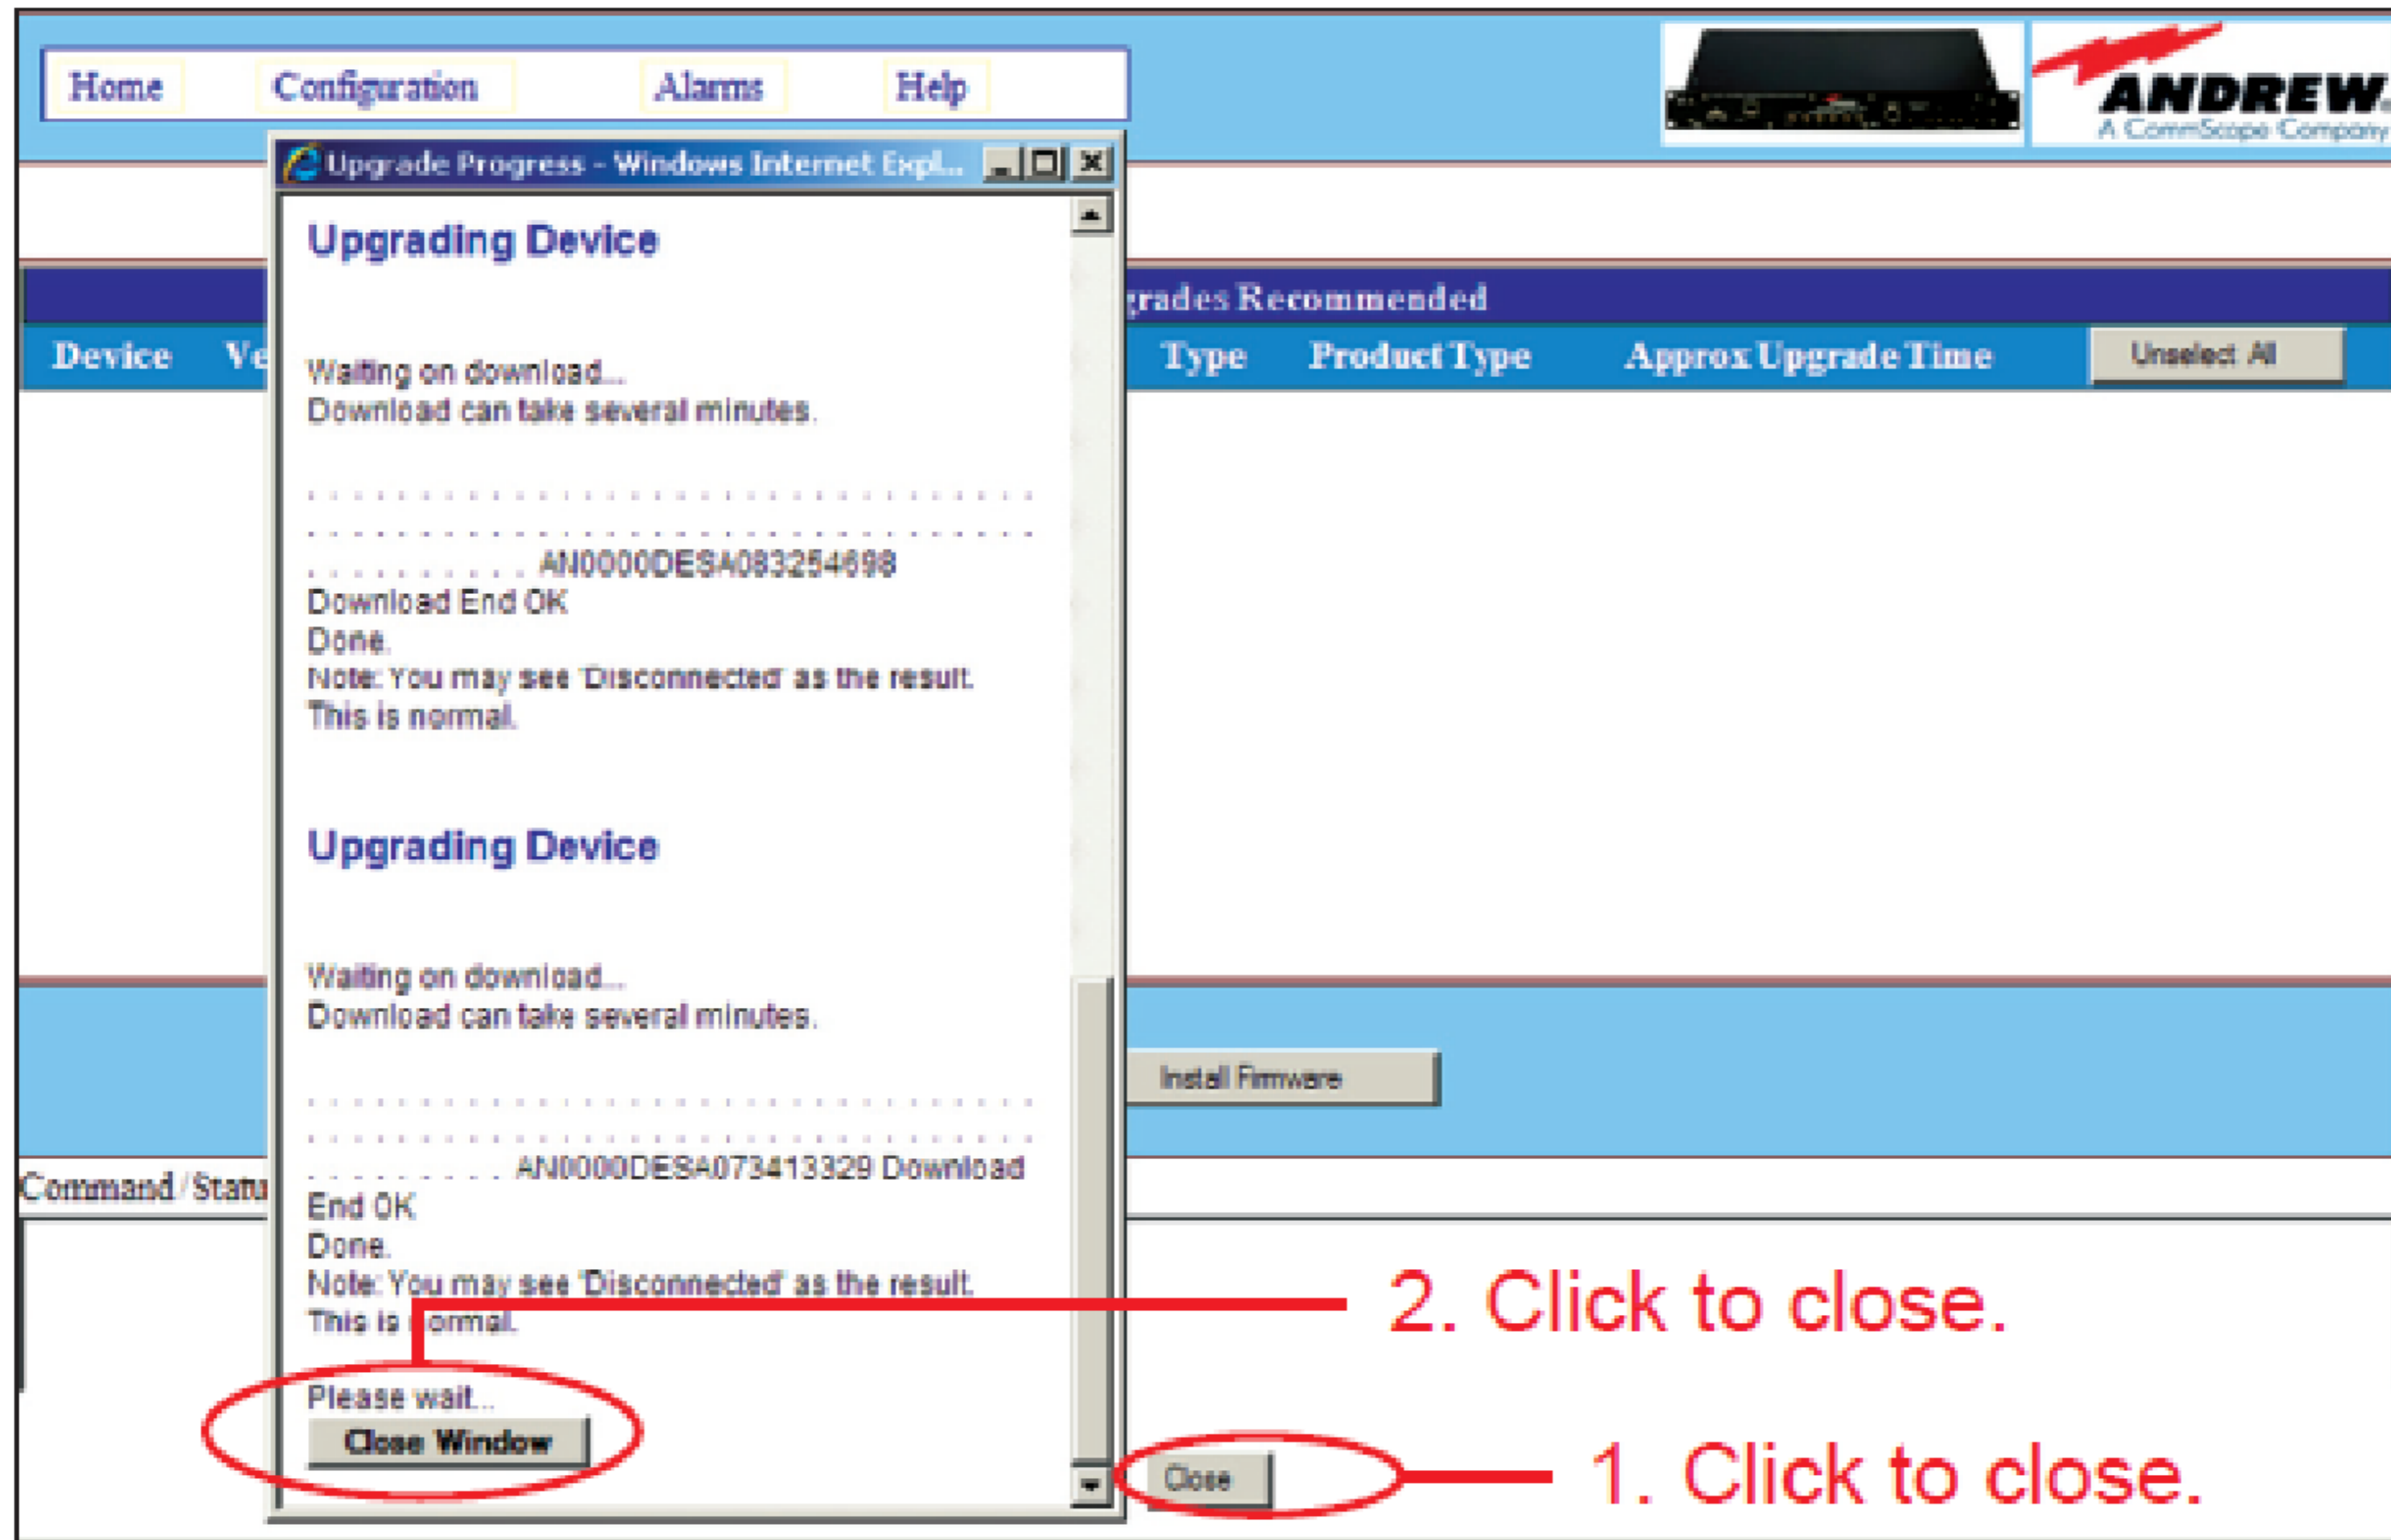 Home Configuration Alarms Help
ANDREW.
A CommScope Company
Upgrade Progress - Windows Internet Expl...
Upgrading Device
grades Recommended
Device Ve Type Product Type Approx Upgrade Time Unselect All
Waiting on download...
Download can take several minutes.
. . . . . . . . . . . . . . . . . . . . . . . . . . . . . . . .
. . . . . . . . . . . . . . . . . . . . . . . . . . . . . . . .
. . . . . . . . . . AN0000DESA083254698
Download End OK
Done.
Note: You may see 'Disconnected' as the result.
This is normal.
Upgrading Device
Waiting on download...
Download can take several minutes.
Install Firmware
. . . . . . . . . . . . . . . . . . . . . . . . . . . . . . . .
. . . . . . . . . . . . . . . . . . . . . . . . . . . . . . . .
. . . . . . . . . AN0000DESA073413329 Download
Command/Statu
End OK
Done.
Note: You may see 'Disconnected' as the result.
This is normal.
2. Click to close.
Please wait...
Close Window
Close
1. Click to close.